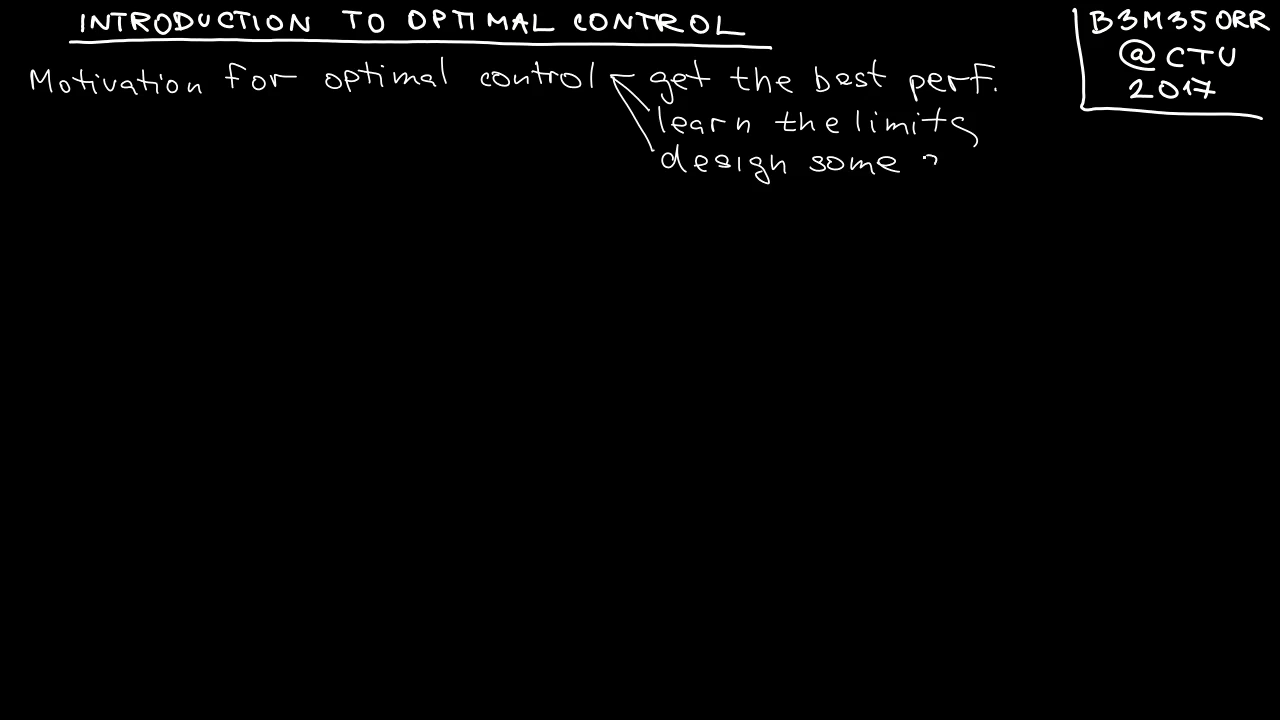 INTRODUCTION TO OPTIMAL CONTROL
B3M35ORR
@CTU
2017
Motivation for optimal control get the best perf.
learn the limits
design some